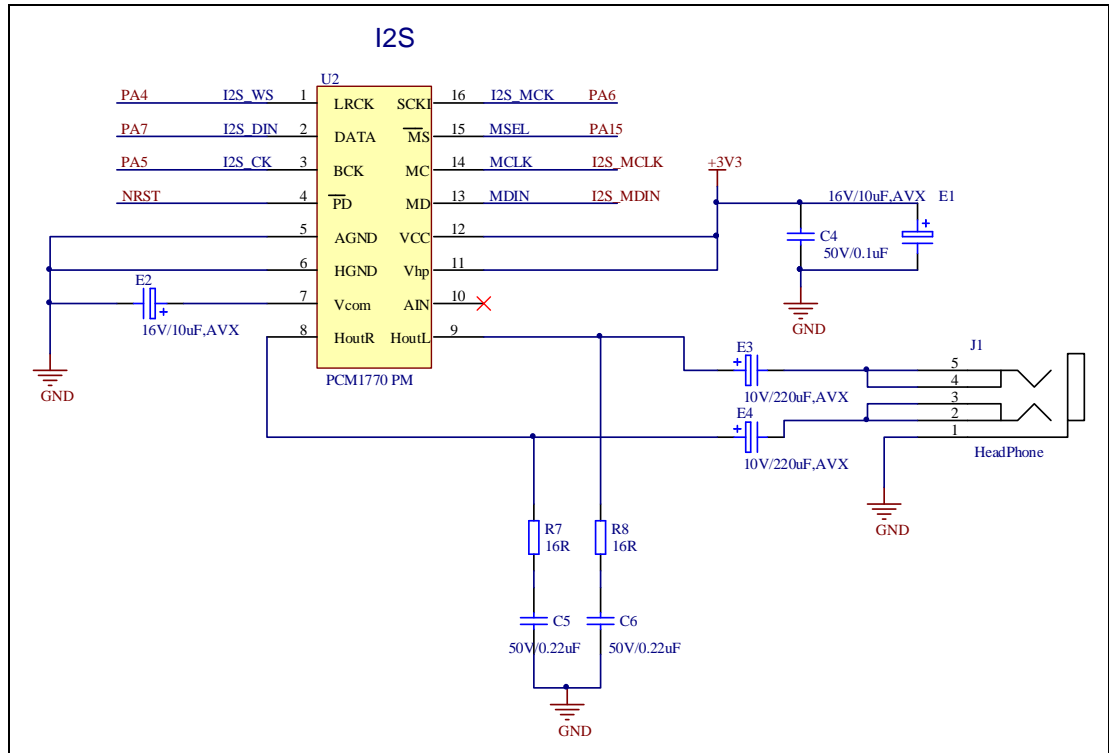 I2S
U2
PA4 I2S_WS 1 LRCK SCKI 16 I2S_MCK PA6
PA7 I2S_DIN 2 DATA MS 15 MSEL PA15
PA5 I2S_CK 3 BCK MC 14 MCLK I2S_MCLK
NRST 4 PD MD 13 MDIN I2S_MDIN
5 AGND VCC 12
6 HGND Vhp 11
7 Vcom AIN 10
8 HoutR HoutL 9
PCM1770 PM
E2
+
16V/10uF,AVX
GND
+3V3
16V/10uF,AVX E1
+
C4
50V/0.1uF
GND
E3
+
10V/220uF,AVX
E4
+
10V/220uF,AVX
J1
5
4
3
2
1
HeadPhone
GND
R7
16R
R8
16R
C5
50V/0.22uF
C6
50V/0.22uF
GND